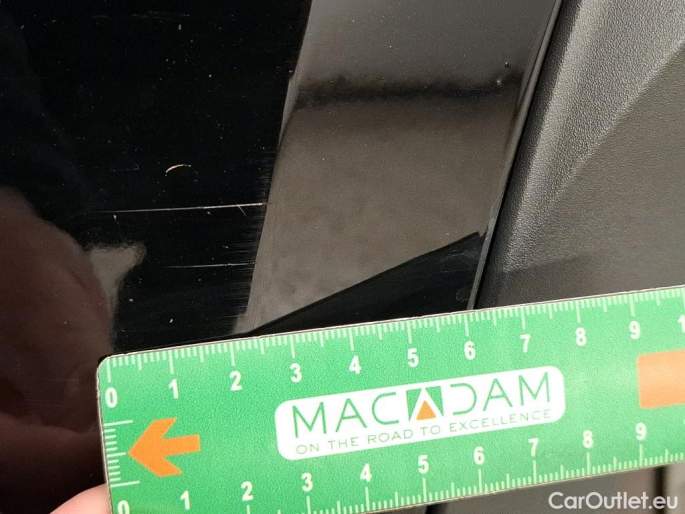 0 1 2 3 4 5 6 7 8 9
MACADAM
ON THE ROAD TO EXCELLENCE
0 1 2 3 4 5 6 7 8 9
CarOutlet.eu